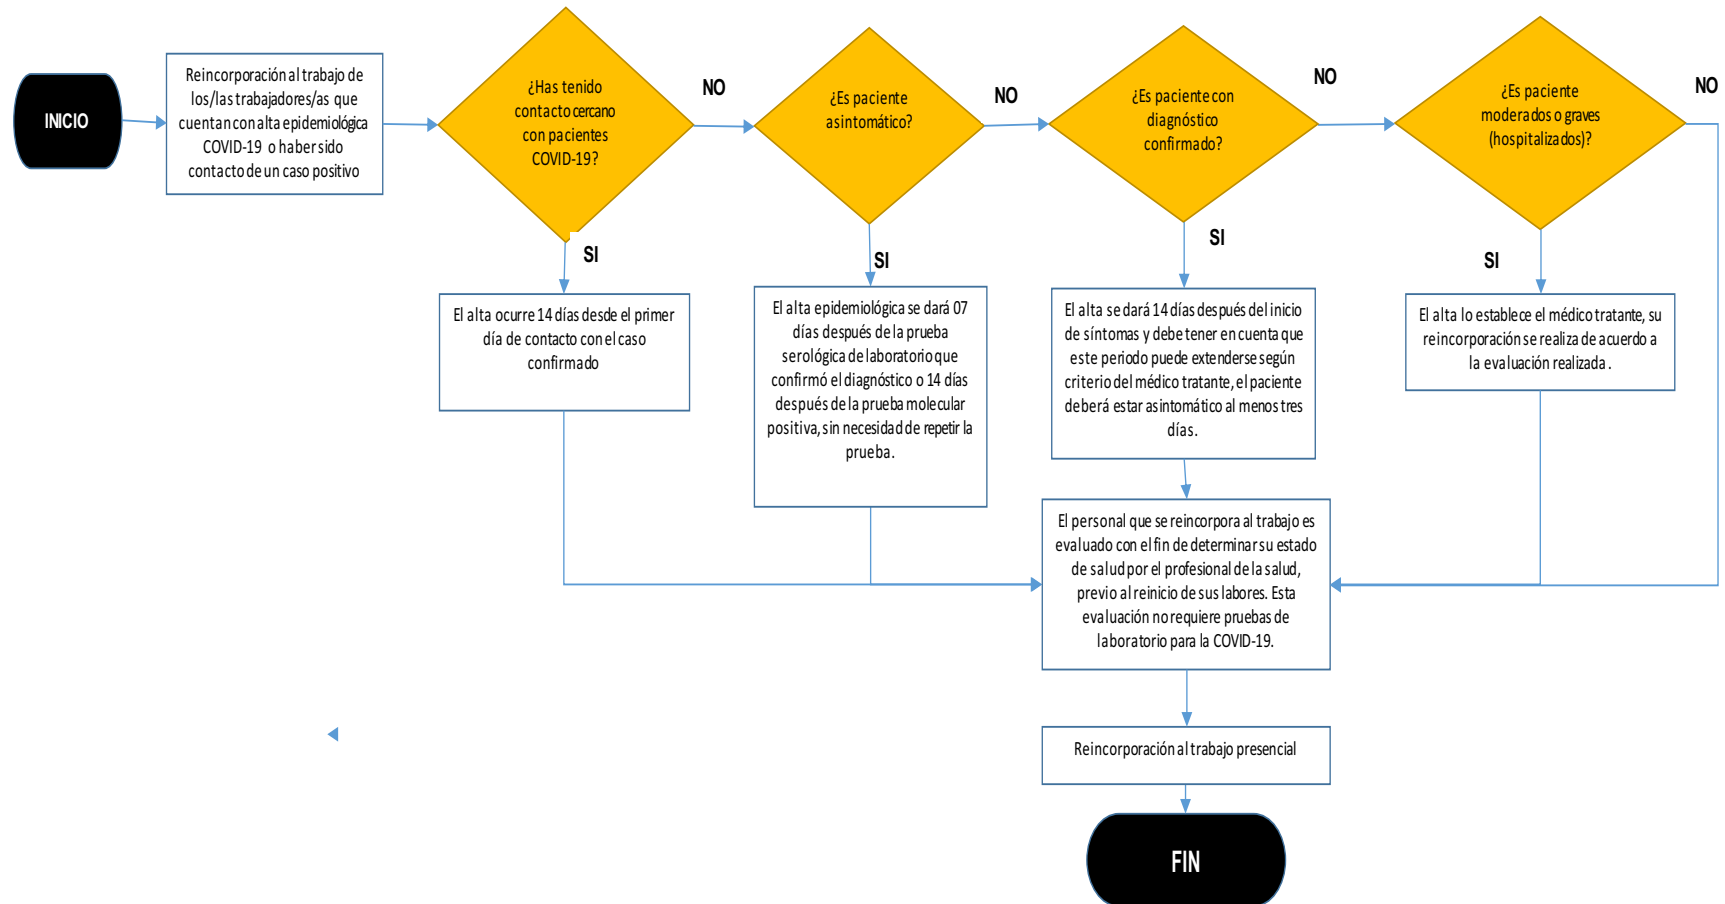 INICIO
Reincorporación al trabajo de
los/las trabajadores/as que
cuentan con alta epidemiológica
COVID-19 o haber sido
contacto de un caso positivo
¿Has tenido
contacto cercano
con pacientes
COVID-19?
NO
¿Es paciente
asintomático?
NO
¿Es paciente con
diagnóstico
confirmado?
NO
¿Es paciente
moderados o graves
(hospitalizados)?
NO
SI
SI
SI
SI
El alta ocurre 14 días desde el primer
día de contacto con el caso
confirmado
El alta epidemiológica se dará 07
días después de la prueba
serológica de laboratorio que
confirmó el diagnóstico o 14 días
después de la prueba molecular
positiva, sin necesidad de repetir la
prueba.
El alta se dará 14 días después del inicio
de síntomas y debe tener en cuenta que
este periodo puede extenderse según
criterio del médico tratante, el paciente
deberá estar asintomático al menos tres
días.
El alta lo establece el médico tratante, su
reincorporación se realiza de acuerdo a
la evaluación realizada.
El personal que se reincorpora al trabajo es
evaluado con el fin de determinar su estado
de salud por el profesional de la salud,
previo al reinicio de sus labores. Esta
evaluación no requiere pruebas de
laboratorio para la COVID-19.
Reincorporación al trabajo presencial
FIN